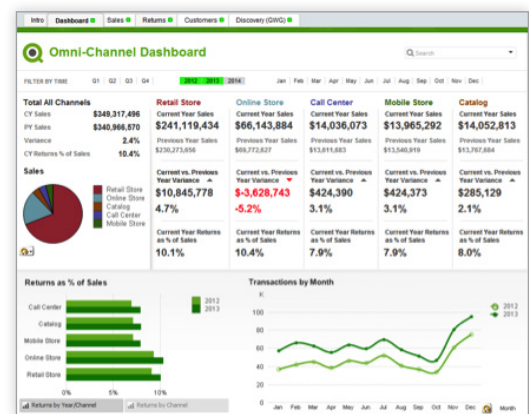 Intro Dashboard Sales Returns Customers Discovery (GWG)
Omni-Channel Dashboard
Search
FILTER BY TIME Q1 Q2 Q3 Q4 2012 2013 2014 Jan Feb Mar Apr May Jun Jul Aug Sep Oct Nov Dec
Total All Channels
CY Sales $349,317,496
PY Sales $340,966,570
Variance 2.4%
CY Returns % of Sales 10.4%
Sales
Retail Store
Online Store
Catalog
Call Center
Mobile Store
Retail Store
Current Year Sales
$241,119,434
Previous Year Sales
$230,273,656
Current vs. Previous
Year Variance
$10,845,778
4.7%
Current Year Returns
as % of Sales
10.1%
Online Store
Current Year Sales
$66,143,884
Previous Year Sales
$69,772,627
Current vs. Previous
Year Variance
$-3,628,743
-5.2%
Current Year Returns
as % of Sales
10.4%
Call Center
Current Year Sales
$14,036,073
Previous Year Sales
$13,611,683
Current vs. Previous
Year Variance
$424,390
3.1%
Current Year Returns
as % of Sales
7.9%
Mobile Store
Current Year Sales
$13,965,292
Previous Year Sales
$13,540,919
Current vs. Previous
Year Variance
$424,373
3.1%
Current Year Returns
as % of Sales
7.9%
Catalog
Current Year Sales
$14,052,813
Previous Year Sales
$13,767,684
Current vs. Previous
Year Variance
$285,129
2.1%
Current Year Returns
as % of Sales
8.0%
Returns as % of Sales
2012
2013
Call Center
Catalog
Mobile Store
Online Store
Retail Store
0% 5% 10%
Returns by Year/Channel Returns by Channel
Transactions by Month
K
100
80
60
40
20
0
Jan Feb Mar Apr May Jun Jul Aug Sep Oct Nov Dec
2012
2013
Month